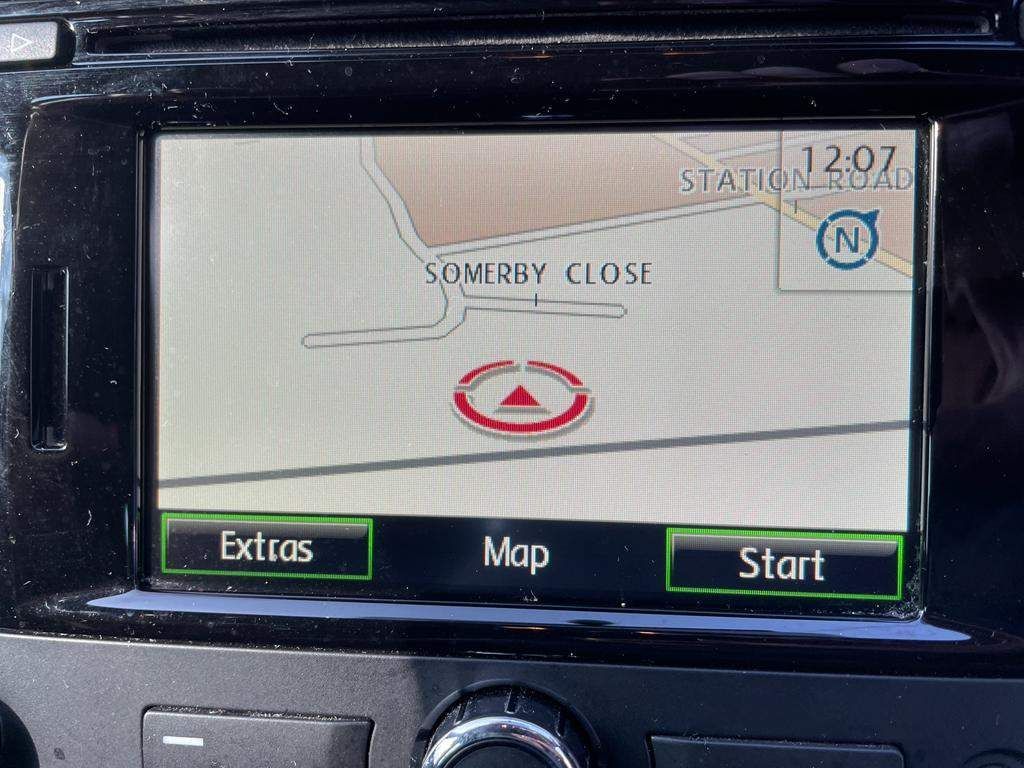 12:07
STATION ROAD
N
SOMERBY CLOSE
Extras
Map
Start